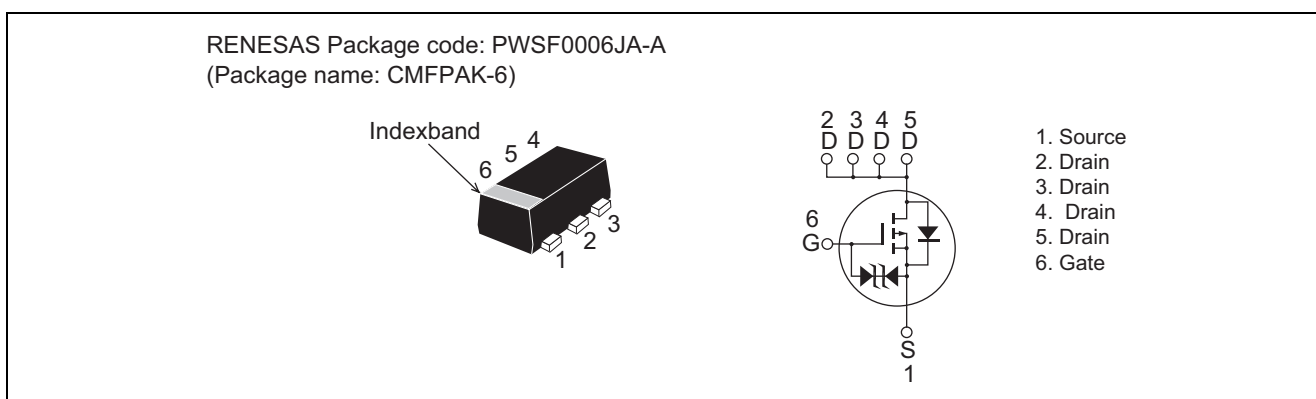 RENESAS Package code: PWSF0006JA-A
(Package name: CMFPAK-6)
Indexband
6 5 4
1 2 3
2 3 4 5
D D D D
6
G
S
1
1. Source
2. Drain
3. Drain
4. Drain
5. Drain
6. Gate